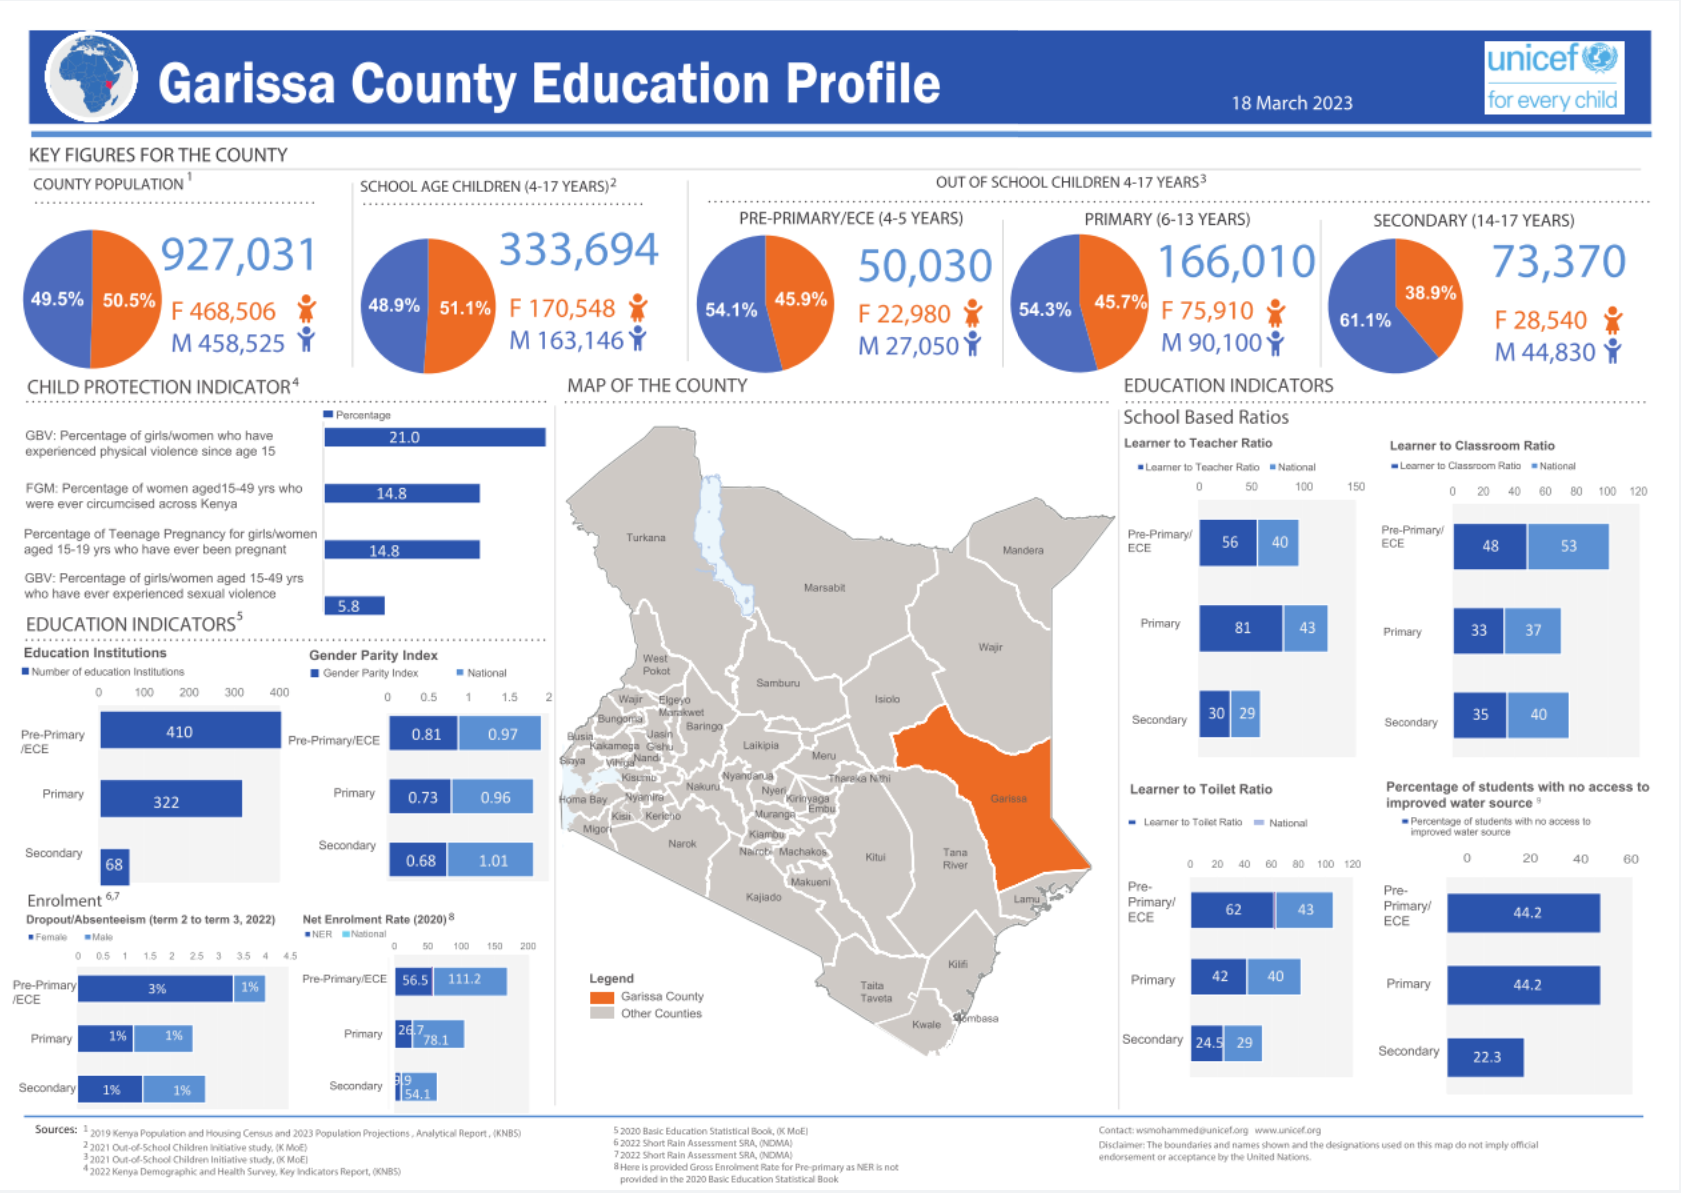 Garissa County Education Profile
18 March 2023
unicef
for every child
KEY FIGURES FOR THE COUNTY
COUNTY POPULATION 1
49.5%
50.5%
927,031
F 468,506
M 458,525
SCHOOL AGE CHILDREN (4-17 YEARS)2
48.9%
51.1%
333,694
F 170,548
M 163,146
OUT OF SCHOOL CHILDREN 4-17 YEARS3
PRE-PRIMARY/ECE (4-5 YEARS)
54.1%
45.9%
50,030
F 22,980
M 27,050
PRIMARY (6-13 YEARS)
54.3%
45.7%
166,010
F 75,910
M 90,100
SECONDARY (14-17 YEARS)
61.1%
38.9%
73,370
F 28,540
M 44,830
CHILD PROTECTION INDICATOR4
Percentage
GBV: Percentage of girls/women who have
experienced physical violence since age 15
21.0
FGM: Percentage of women aged15-49 yrs who
were ever circumcised across Kenya
14.8
Percentage of Teenage Pregnancy for girls/women
aged 15-19 yrs who have ever been pregnant
14.8
GBV: Percentage of girls/women aged 15-49 yrs
who have ever experienced sexual violence
5.8
EDUCATION INDICATORS5
Education Institutions
Number of education Institutions
0 100 200 300 400
Pre-Primary
/ECE
410
Primary
322
Secondary
68
Gender Parity Index
Gender Parity Index National
0 0.5 1 1.5 2
Pre-Primary/ECE
0.81 0.97
Primary
0.73 0.96
Secondary
0.68 1.01
Enrolment 6,7
Dropout/Absenteeism (term 2 to term 3, 2022)
Female Male
0 0.5 1 1.5 2 2.5 3 3.5 4 4.5
Pre-Primary
/ECE
3% 1%
Primary
1% 1%
Secondary
1% 1%
Net Enrolment Rate (2020) 8
NER National
0 50 100 150 200
Pre-Primary/ECE
56.5 111.2
Primary
26.7
78.1
Secondary
9.9
54.1
MAP OF THE COUNTY
Turkana
Mandera
Marsabit
Wajir
West
Pokot
Samburu
Isiolo
Wajir
Elgeyo
Marakwet
Bungoma
Baringo
Busia
Jasin
Kakamega
Gishu
Laikipia
Siaya
Vihiga
Nandi
Meru
Kisumo
Nyandarua
Tharaka Nithi
Nakuru
Nyeri
Garissa
Homa Bay
Nyamira
Kirinyaga
Embu
Kisii
Kericho
Muranga
Migori
Kiambu
Narok
Nairobi
Machakos
Kitui
Tana
River
Makueni
Kajiado
Lamu
Kilifi
Taita
Taveta
Kwale
Mombasa
Legend
Garissa County
Other Counties
EDUCATION INDICATORS
School Based Ratios
Learner to Teacher Ratio
Learner to Teacher Ratio National
0 50 100 150
Pre-Primary/
ECE
56 40
Primary
81 43
Secondary
30 29
Learner to Classroom Ratio
Learner to Classroom Ratio National
0 20 40 60 80 100 120
Pre-Primary/
ECE
48 53
Primary
33 37
Secondary
35 40
Learner to Toilet Ratio
Learner to Toilet Ratio National
0 20 40 60 80 100 120
Pre-
Primary/
ECE
62 43
Primary
42 40
Secondary
24.5 29
Percentage of students with no access to
improved water source 9
Percentage of students with no access to
improved water source
0 20 40 60
Pre-
Primary/
ECE
44.2
Primary
44.2
Secondary
22.3
Sources: 1 2019 Kenya Population and Housing Census and 2023 Population Projections , Analytical Report , (KNBS)
2 2021 Out-of-School Children Initiative study, (K MoE)
3 2021 Out-of-School Children Initiative study, (K MoE)
4 2022 Kenya Demographic and Health Survey, Key Indicators Report, (KNBS)
5 2020 Basic Education Statistical Book, (K MoE)
6 2022 Short Rain Assessment SRA, (NDMA)
7 2022 Short Rain Assessment SRA, (NDMA)
8 Here is provided Gross Enrolment Rate for Pre-primary as NER is not
provided in the 2020 Basic Education Statistical Book
Contact: wsmohammed@unicef.org www.unicef.org
Disclaimer: The boundaries and names shown and the designations used on this map do not imply official
endorsement or acceptance by the United Nations.